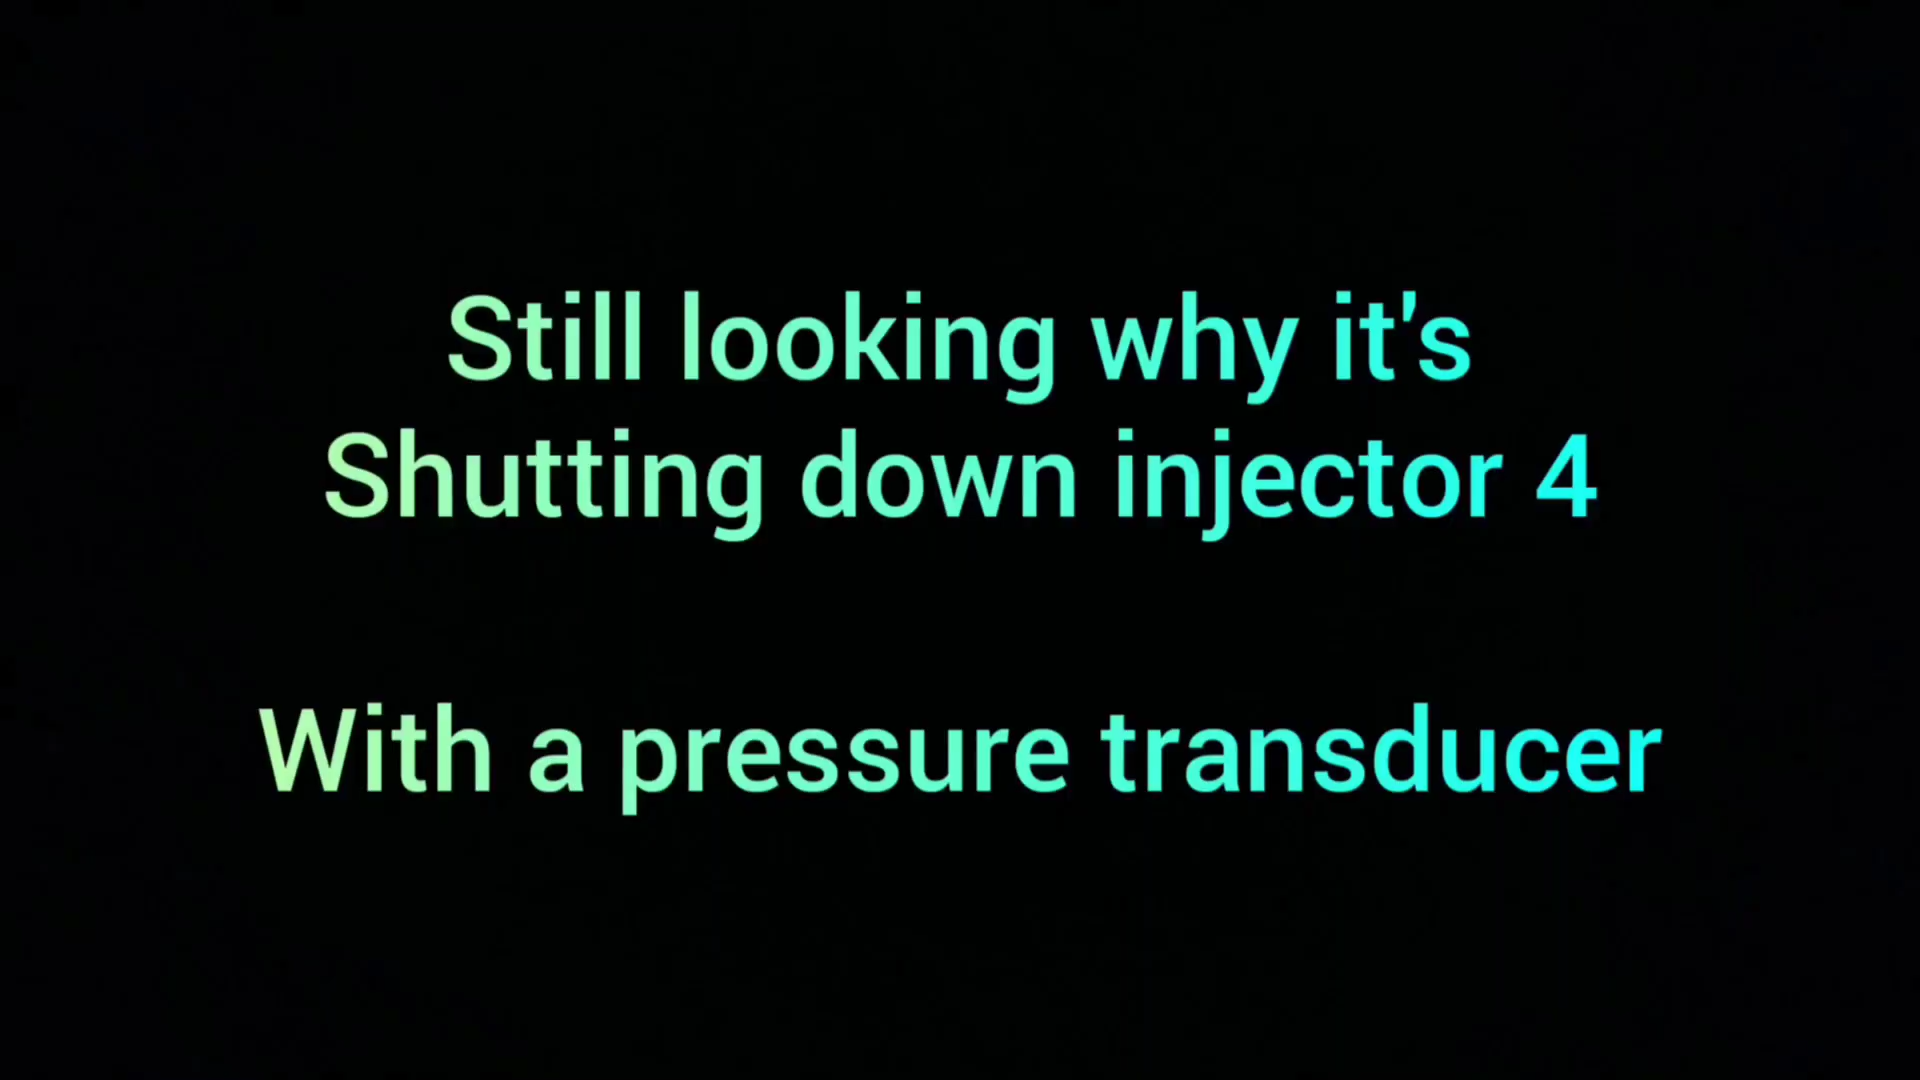 Still looking why it's
Shutting down injector 4
With a pressure transducer